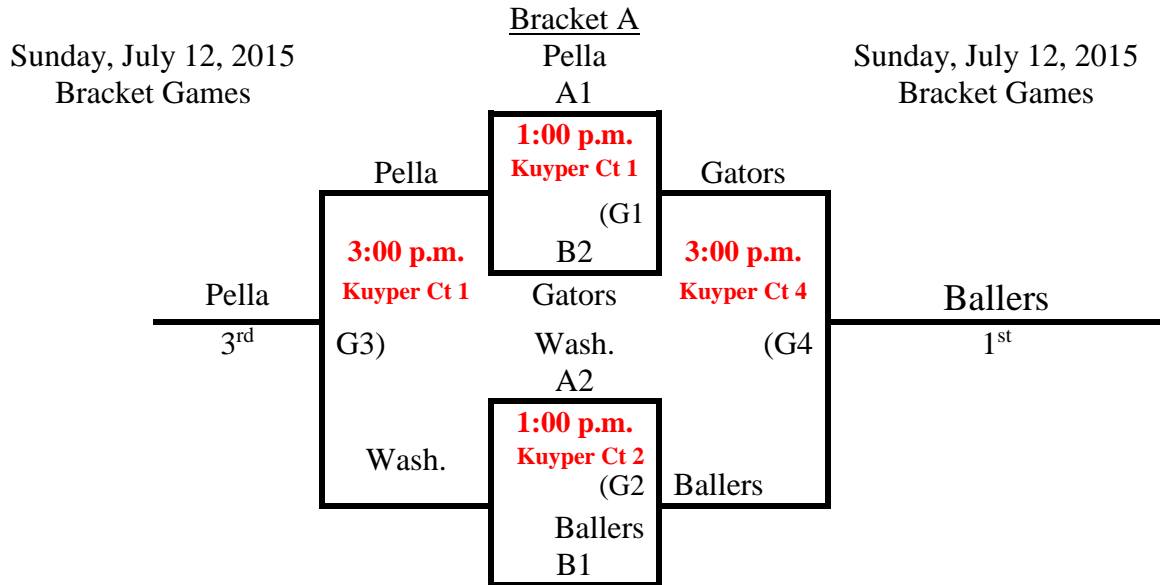 Bracket A
Sunday, July 12, 2015 Pella Sunday, July 12, 2015
Bracket Games A1 Bracket Games
1:00 p.m.
Pella Kuyper Ct 1 Gators
(G1
3:00 p.m. B2 3:00 p.m.
Pella Kuyper Ct 1 Gators Kuyper Ct 4 Ballers
3rd G3) Wash. (G4 1st
A2
1:00 p.m.
Wash. Kuyper Ct 2
(G2 Ballers
Ballers
B1